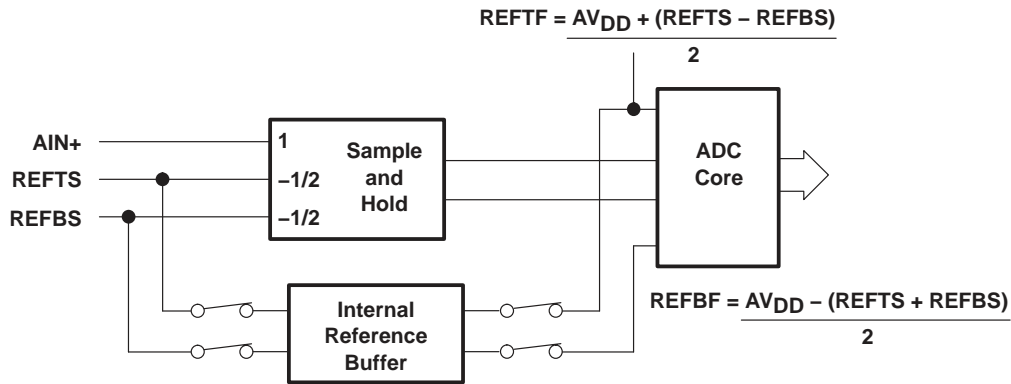 REFTF = AVDD + (REFTS – REFBS)
2
AIN+
REFTS
REFBS
1
–1/2
–1/2
Sample
and
Hold
ADC
Core
Internal
Reference
Buffer
REFBF = AVDD – (REFTS + REFBS)
2